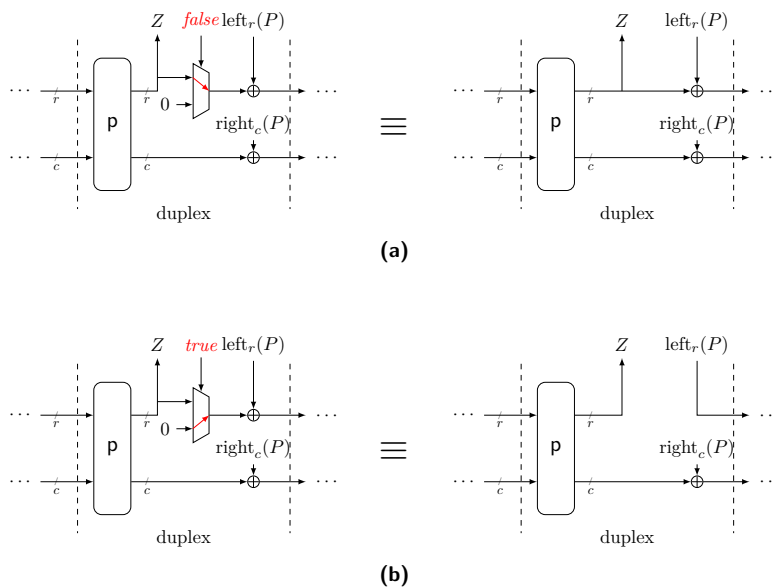 Z false left_r(P) Z left_r(P)
··· r p r 0 ··· ··· r p r ···
right_c(P) ≡ right_c(P)
··· c c ··· ··· c c ···
duplex duplex
(a)
Z true left_r(P) Z left_r(P)
··· r p r 0 ··· ··· r p r ···
right_c(P) ≡ right_c(P)
··· c c ··· ··· c c ···
duplex duplex
(b)